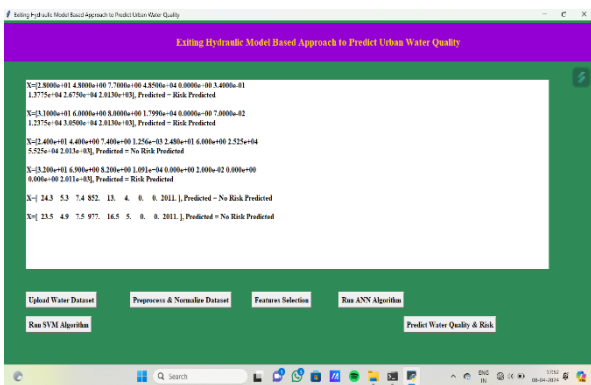 Exiting Hydraulic Model Based Approach to Predict Urban Water Quality
Exiting Hydraulic Model Based Approach to Predict Urban Water Quality
X=[2.8000e+01 4.8000e+00 7.7000e+00 4.8500e+04 0.0000e+00 3.4000e-01
1.3775e+04 2.6750e+04 2.0130e+03], Predicted = Risk Predicted
X=[3.1000e+01 6.0000e+00 8.0000e+00 1.7990e+04 0.0000e+00 7.0000e-02
1.2375e+04 3.0500e+04 2.0130e+03], Predicted = Risk Predicted
X=[2.400e+01 4.400e+00 7.400e+00 1.256e+03 2.480e+01 6.000e+00 2.525e+04
5.525e+04 2.013e+03], Predicted = No Risk Predicted
X=[3.200e+01 6.900e+00 8.200e+00 1.091e+04 0.000e+00 2.000e-02 0.000e+00
0.000e+00 2.011e+03], Predicted = Risk Predicted
X=[ 24.3 5.3 7.4 852. 13. 4. 0. 0. 2011. ], Predicted = No Risk Predicted
X=[ 23.5 4.9 7.5 977. 16.5 5. 0. 0. 2011. ], Predicted = No Risk Predicted
Upload Water Dataset
Preprocess & Normalize Dataset
Features Selection
Run ANN Algorithm
Run SVM Algorithm
Predict Water Quality & Risk
Search
ENG
IN
17:52
08-04-2024